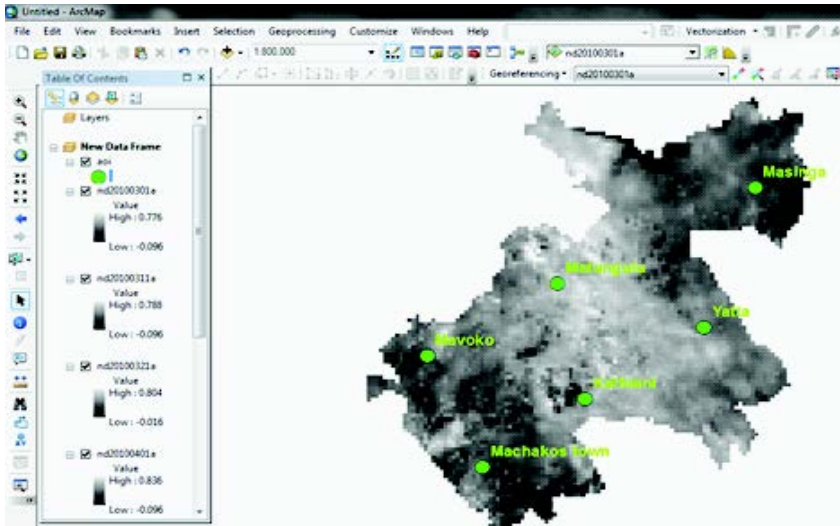 Untitled - ArcMap
File Edit View Bookmarks Insert Selection Geoprocessing Customize Windows Help
Vectorization
1:800.000
nd20100301a
Georeferencing
nd20100301a
Table Of Contents
Layers
New Data Frame
aoi
nd20100301a
Value
High : 0.776
Low : -0.096
nd20100311a
Value
High : 0.788
Low : -0.096
nd20100321a
Value
High : 0.804
Low : -0.016
nd20100401a
Value
High : 0.836
Low : -0.096
Masinga
Yatta
Mavoko
Machakos Town